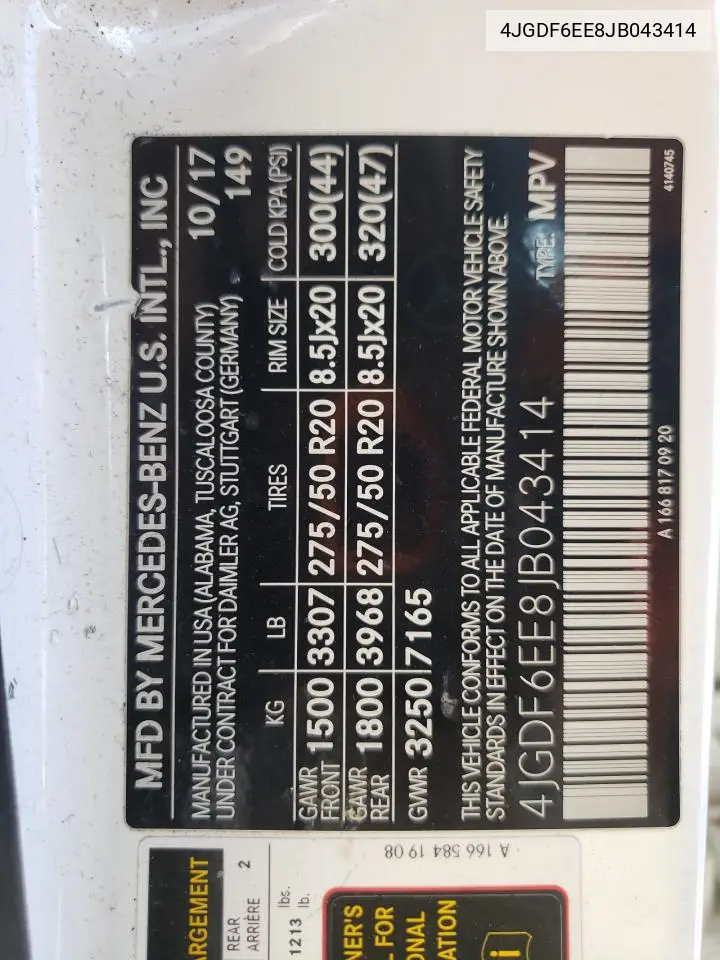 4JGDF6EE8JB043414
MFD BY MERCEDES-BENZ U.S. INTL., INC
MANUFACTURED IN USA (ALABAMA, TUSCALOOSA COUNTY) 10/17
UNDER CONTRACT FOR DAIMLER AG, STUTTGART (GERMANY) 149
KG LB TIRES RIM SIZE COLD KPA(PSI)
GAWR FRONT 1500 3307 275/50 R20 8.5Jx20 300(44)
GAWR REAR 1800 3968 275/50 R20 8.5Jx20 320(47)
GVWR 3250 7165
THIS VEHICLE CONFORMS TO ALL APPLICABLE FEDERAL MOTOR VEHICLE SAFETY
STANDARDS IN EFFECT ON THE DATE OF MANUFACTURE SHOWN ABOVE.
4JGDF6EE8JB043414 TYPE: MPV
A 166 817 09 20 4140745
A 166 584 19 08
REAR
ARRIÈRE 2
lbs.
1213 lb.